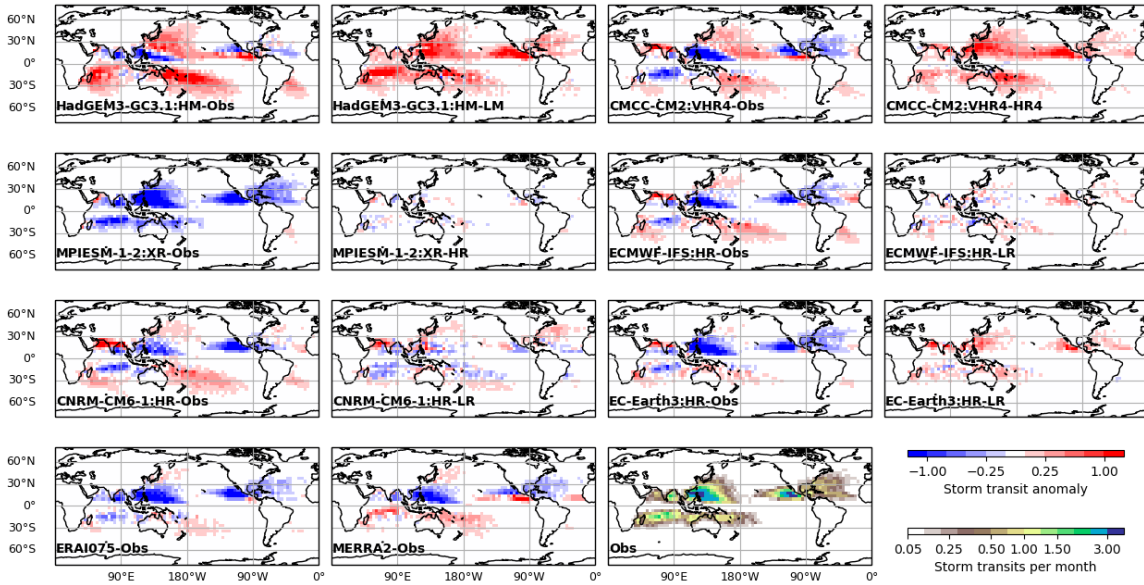 60°N
30°N
0°
30°S
60°S
HadGEM3-GC3.1:HM-Obs
HadGEM3-GC3.1:HM-LM
CMCC-CM2:VHR4-Obs
CMCC-CM2:VHR4-HR4
60°N
30°N
0°
30°S
60°S
MPIESM-1-2:XR-Obs
MPIESM-1-2:XR-HR
ECMWF-IFS:HR-Obs
ECMWF-IFS:HR-LR
60°N
30°N
0°
30°S
60°S
CNRM-CM6-1:HR-Obs
CNRM-CM6-1:HR-LR
EC-Earth3:HR-Obs
EC-Earth3:HR-LR
60°N
30°N
0°
30°S
60°S
ERAI075-Obs
MERRA2-Obs
Obs
90°E 180°W 90°W 0°
90°E 180°W 90°W 0°
90°E 180°W 90°W 0°
−1.00 −0.25 0.25 1.00
Storm transit anomaly
0.05 0.25 0.50 1.00 1.50 3.00
Storm transits per month